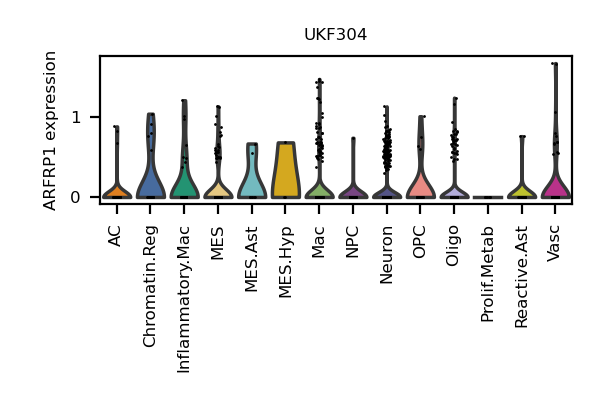 UKF304
ARFRP1 expression
1
0
AC
Chromatin.Reg
Inflammatory.Mac
MES
MES.Ast
MES.Hyp
Mac
NPC
Neuron
OPC
Oligo
Prolif.Metab
Reactive.Ast
Vasc